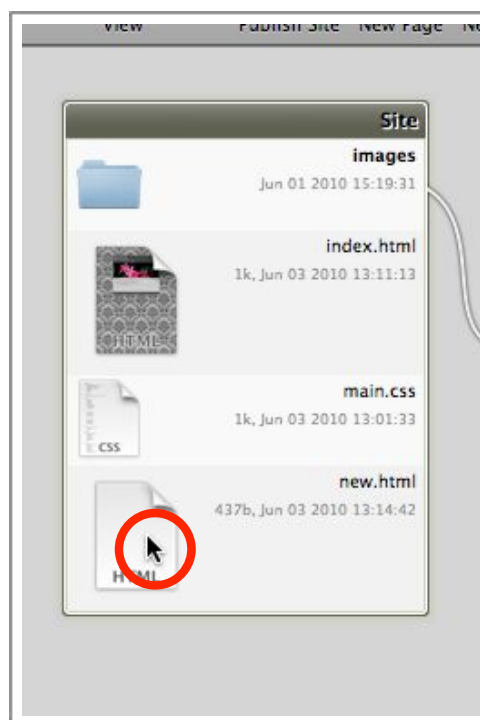 View Publish Site New Page
Site
images
Jun 01 2010 15:19:31
index.html
1k, Jun 03 2010 13:11:13
HTML
main.css
1k, Jun 03 2010 13:01:33
CSS
new.html
437b, Jun 03 2010 13:14:42
HTML